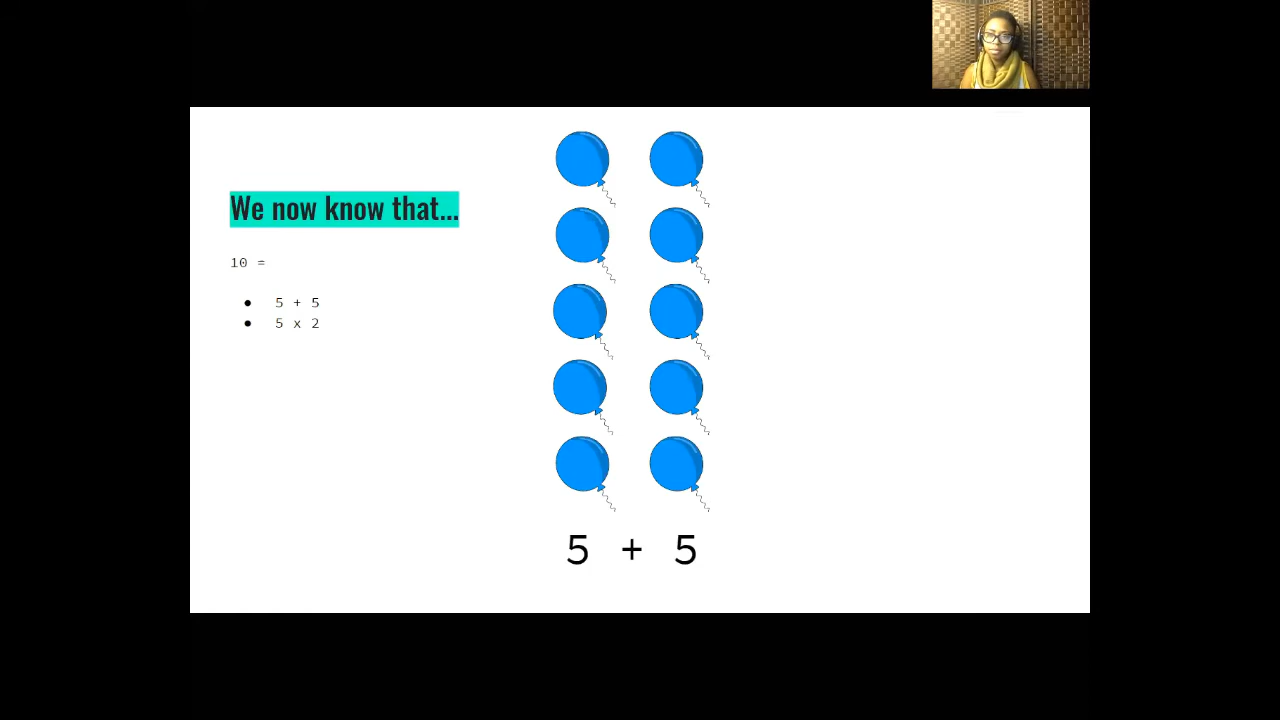 We now know that...
10 =
● 5 + 5
● 5 x 2
5 + 5